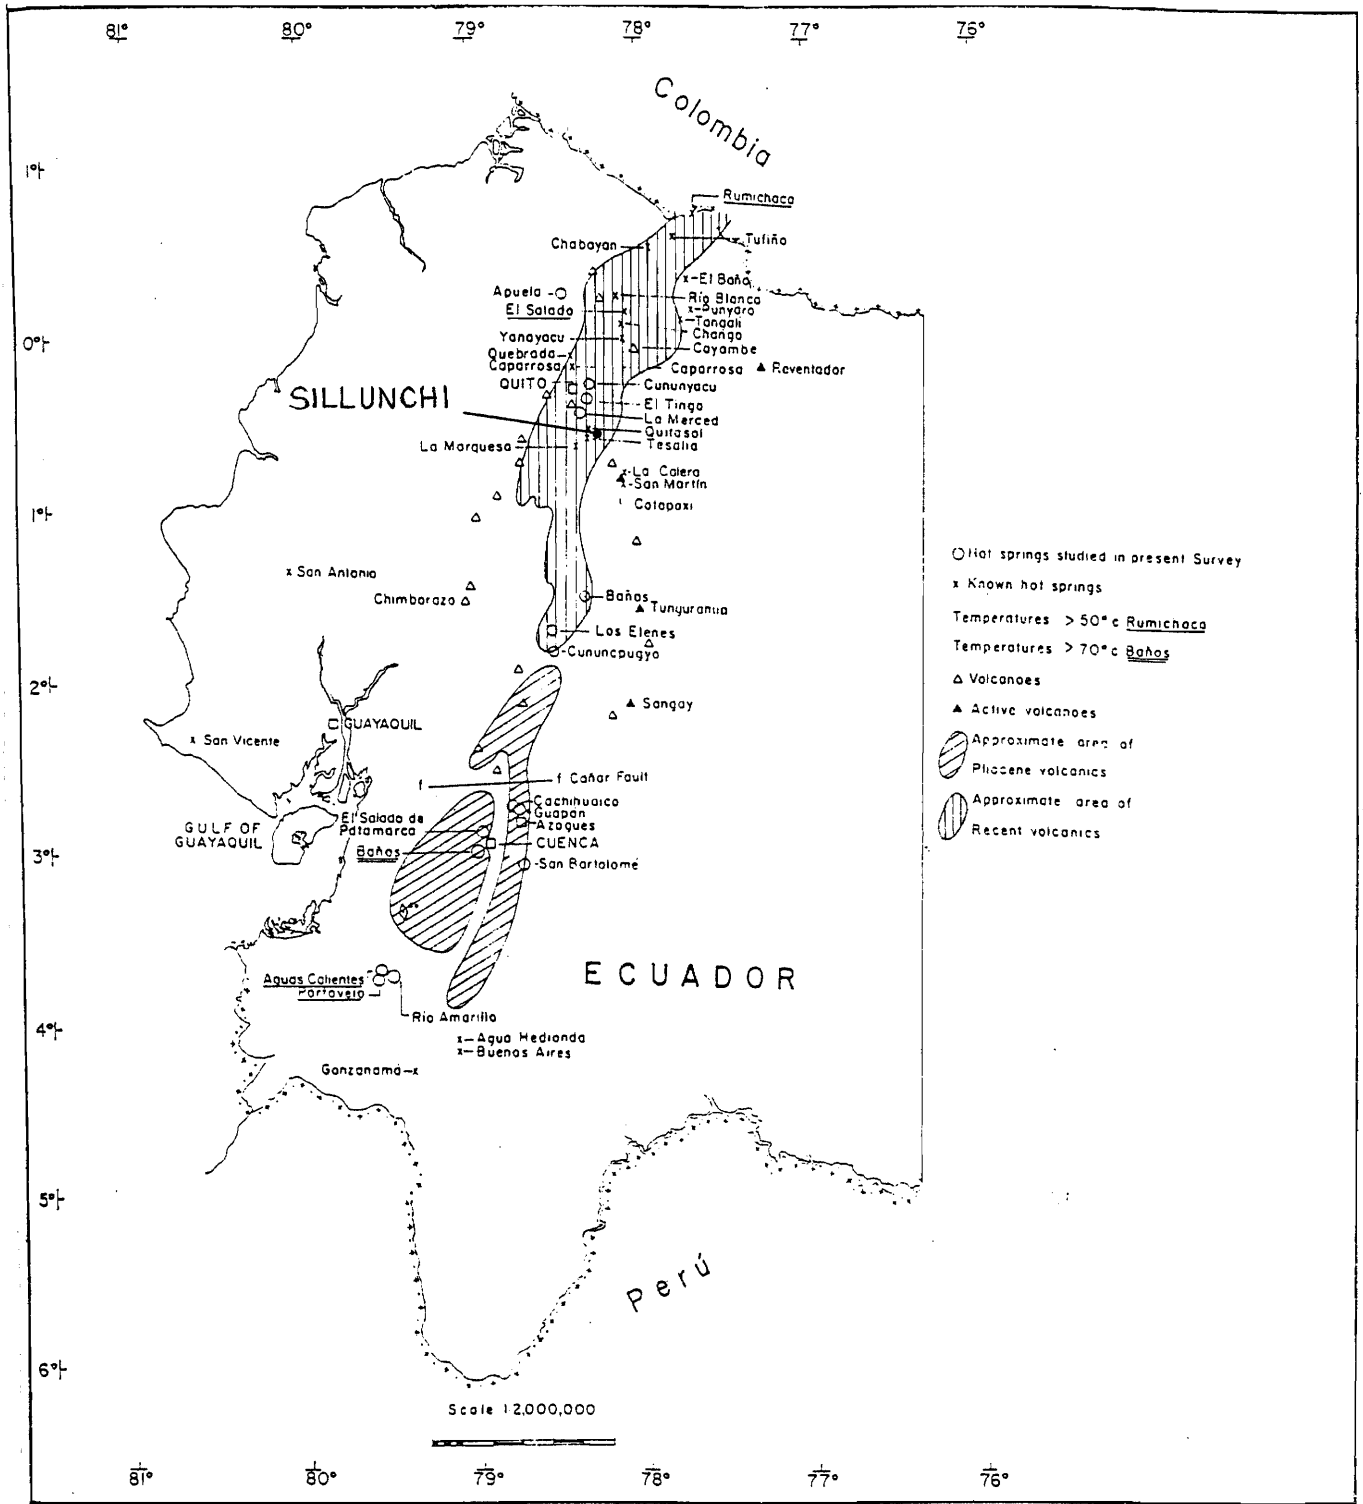 81° 80° 79° 78° 77° 76°
Colombia
1°
Rumichaca
Tufiño
Chabayan
El Baño
Apuela
Río Blanco
El Salado
Punyaro
Tangali
Chango
Yanayacu
0°
Cayambe
Quebrada
Caparrosa
Caparrosa
Reventador
QUITO
Cununyacu
SILLUNCHI
El Tingo
La Merced
Quitasol
La Marquesa
Tesalia
La Calera
San Martín
Cotapaxi
1°
Hot springs studied in present Survey
San Antonio
x Known hot springs
Chimborazo
Baños
Tungurahua
Temperatures > 50°c Rumichaca
Los Elenes
Temperatures > 70°c Baños
Cununcpugyo
Volcanoes
2°
Sangay
Active volcanoes
GUAYAQUIL
San Vicente
Approximate area of
Pliocene volcanics
f f Cañar Fault
Approximate area of
Recent volcanics
Cachihuaico
Guapán
El Salado de
Patamarca
Azogues
GULF OF
GUAYAQUIL
CUENCA
3°
Baños
San Bartolomé
ECUADOR
Aguas Calientes
Portovelo
Río Amarillo
4°
Agua Hedionda
Buenos Aires
Gonzanamá
5°
Perú
6°
Scale 1:2,000,000
81° 80° 79° 78° 77° 76°